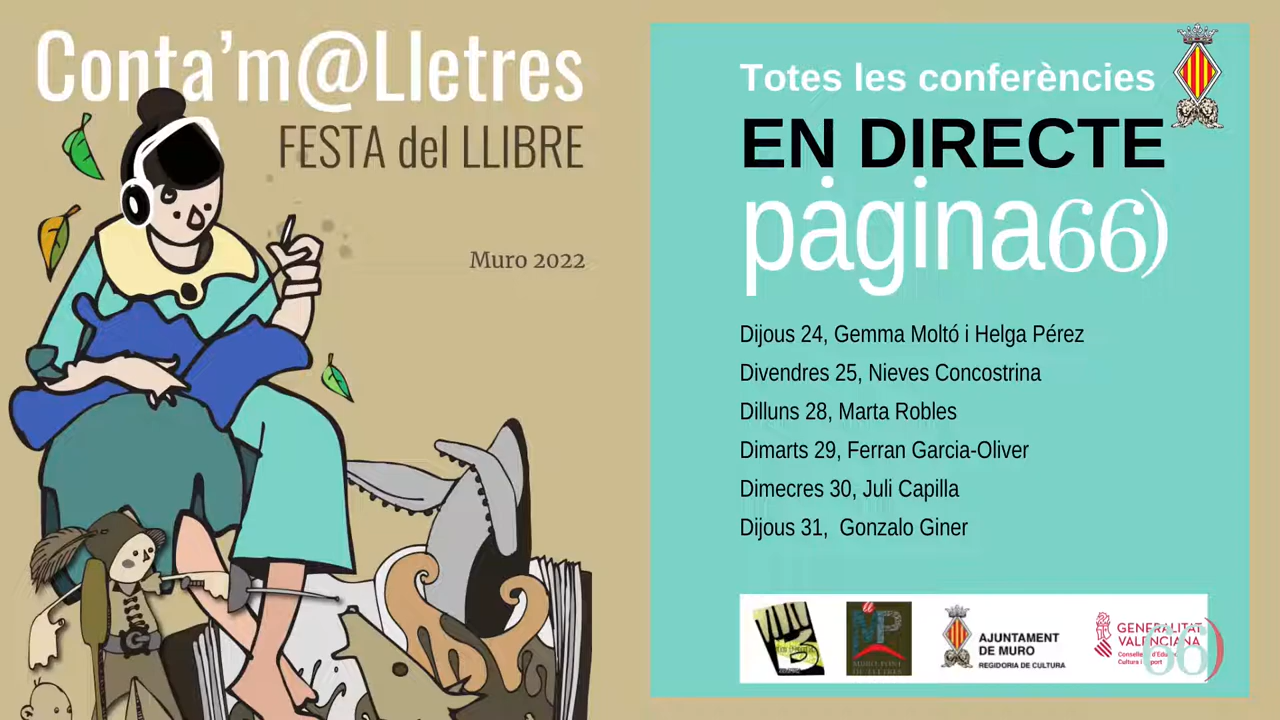 Conta'm@Lletres
FESTA del LLIBRE
Muro 2022
Totes les conferències
EN DIRECTE
pàgina66)
Dijous 24, Gemma Moltó i Helga Pérez
Divendres 25, Nieves Concostrina
Dilluns 28, Marta Robles
Dimarts 29, Ferran Garcia-Oliver
Dimecres 30, Juli Capilla
Dijous 31,  Gonzalo Giner
AJUNTAMENT
DE MURO
REGIDORIA DE CULTURA
GENERALITAT
VALENCIANA
66)